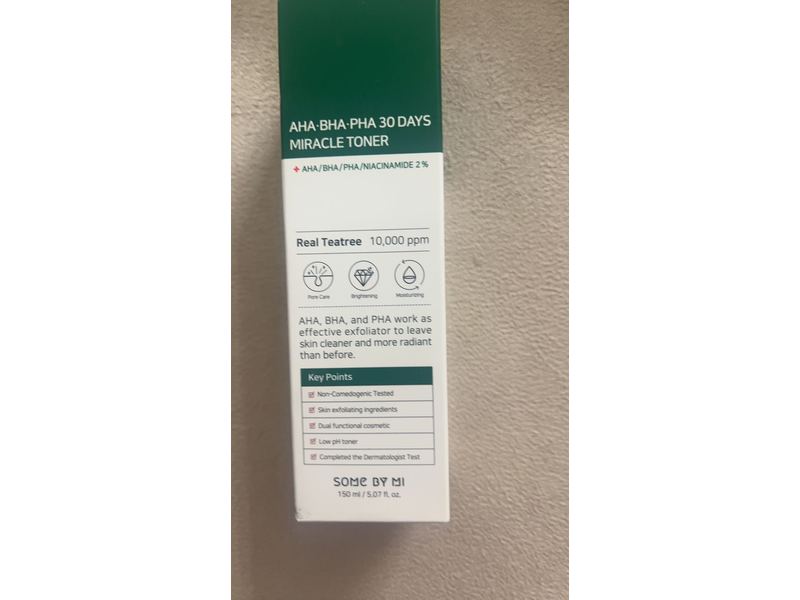 AHA·BHA·PHA 30 DAYS
MIRACLE TONER
AHA/BHA/PHA/NIACINAMIDE 2%
Real Teatree 10,000 ppm
Pore Care Brightening Moisturizing
AHA, BHA, and PHA work as
effective exfoliator to leave
skin cleaner and more radiant
than before.
Key Points
Non-Comedogenic Tested
Skin exfoliating ingredients
Dual functional cosmetic
Low pH toner
Completed the Dermatologist Test
SOME BY MI
150 ml / 5.07 fl. oz.